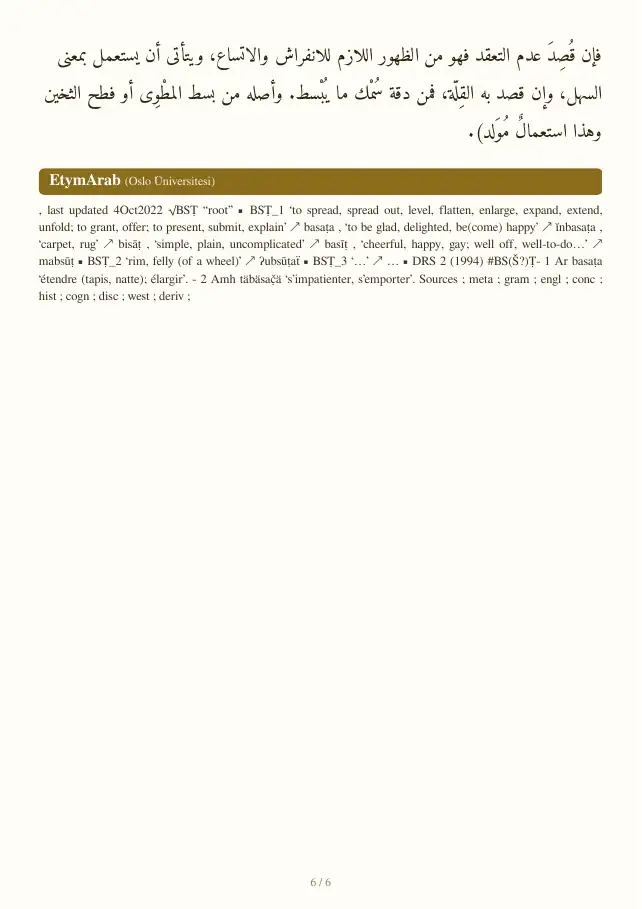 فإن قُصِدَ عدم التعقد فهو من الظهور اللازم للانفراش والاتساع، ويتأتى أن يستعمل بمعنى
السهل، وإن قصد به القِلّة، فمن دقة سُمْك ما يُبْسط. وأصله من بسط المطْوِى أو فطح الثخين
وهذا استعمالٌ مُوَلد).
EtymArab (Oslo Üniversitesi)
, last updated 4Oct2022 √BSṬ “root” ▪ BSṬ_1 ‘to spread, spread out, level, flatten, enlarge, expand, extend,
unfold; to grant, offer; to present, submit, explain’ ↗ basaṭa , ‘to be glad, delighted, be(come) happy’ ↗ ĭnbasaṭa ,
‘carpet, rug’ ↗ bisāṭ , ‘simple, plain, uncomplicated’ ↗ basīṭ , ‘cheerful, happy, gay; well off, well-to-do…’ ↗
mabsūṭ ▪ BSṬ_2 ‘rim, felly (of a wheel)’ ↗ ʔubsūṭaẗ ▪ BSṬ_3 ‘…’ ↗ … ▪ DRS 2 (1994) #BS(Š?)Ṭ- 1 Ar basaṭa
‘étendre (tapis, natte); élargir’. - 2 Amh täbäsač̣ä ‘s’impatienter, s’emporter’. Sources ; meta ; gram ; engl ; conc ;
hist ; cogn ; disc ; west ; deriv ;
6 / 6